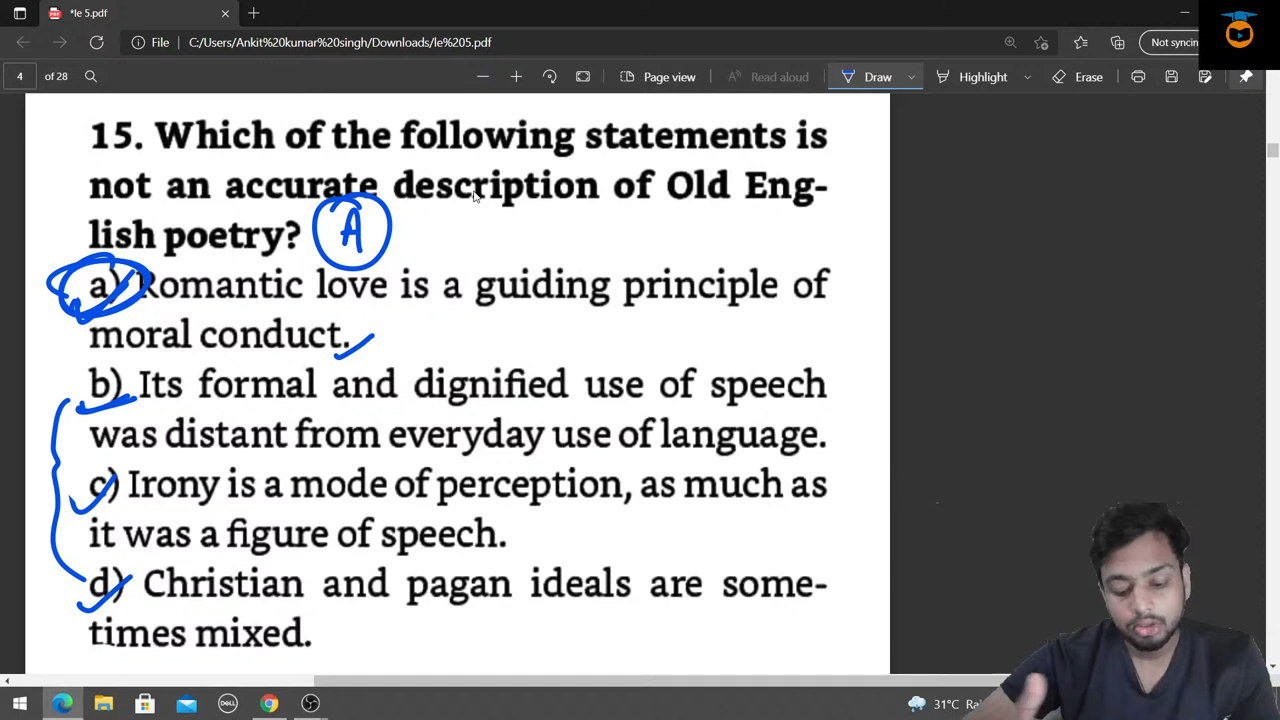 *le 5.pdf
File C:/Users/Ankit%20kumar%20singh/Downloads/le%205.pdf Not syncin
4 of 28 Page view Read aloud Draw Highlight Erase
15. Which of the following statements is
not an accurate description of Old Eng-
lish poetry? A
a) Romantic love is a guiding principle of
moral conduct.
b) Its formal and dignified use of speech
was distant from everyday use of language.
c) Irony is a mode of perception, as much as
it was a figure of speech.
d) Christian and pagan ideals are some-
times mixed.
DELL 31°C Rai